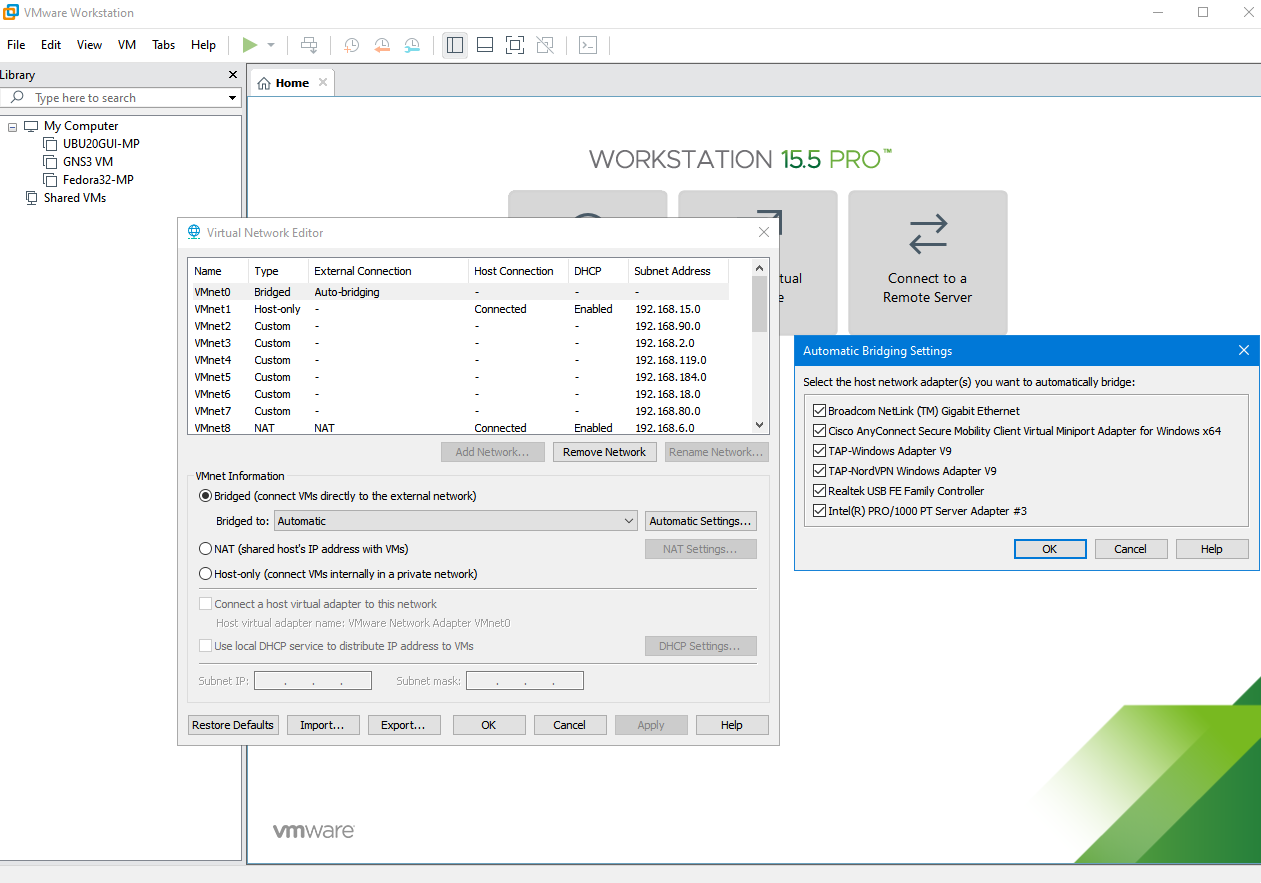 VMware Workstation
File Edit View VM Tabs Help
Library
Type here to search
My Computer
UBU20GUI-MP
GNS3 VM
Fedora32-MP
Shared VMs
Home
WORKSTATION 15.5 PRO™
tual
e
Connect to a
Remote Server
Virtual Network Editor
Name Type External Connection Host Connection DHCP Subnet Address
VMnet0 Bridged Auto-bridging - - -
VMnet1 Host-only - Connected Enabled 192.168.15.0
VMnet2 Custom - - - 192.168.90.0
VMnet3 Custom - - - 192.168.2.0
VMnet4 Custom - - - 192.168.119.0
VMnet5 Custom - - - 192.168.184.0
VMnet6 Custom - - - 192.168.18.0
VMnet7 Custom - - - 192.168.80.0
VMnet8 NAT NAT Connected Enabled 192.168.6.0
Add Network... Remove Network Rename Network...
VMnet Information
Bridged (connect VMs directly to the external network)
Bridged to: Automatic Automatic Settings...
NAT (shared host's IP address with VMs) NAT Settings...
Host-only (connect VMs internally in a private network)
Connect a host virtual adapter to this network
Host virtual adapter name: VMware Network Adapter VMnet0
Use local DHCP service to distribute IP address to VMs DHCP Settings...
Subnet IP: . . . Subnet mask: . . .
Restore Defaults Import... Export... OK Cancel Apply Help
Automatic Bridging Settings
Select the host network adapter(s) you want to automatically bridge:
Broadcom NetLink (TM) Gigabit Ethernet
Cisco AnyConnect Secure Mobility Client Virtual Miniport Adapter for Windows x64
TAP-Windows Adapter V9
TAP-NordVPN Windows Adapter V9
Realtek USB FE Family Controller
Intel(R) PRO/1000 PT Server Adapter #3
OK Cancel Help
vmware